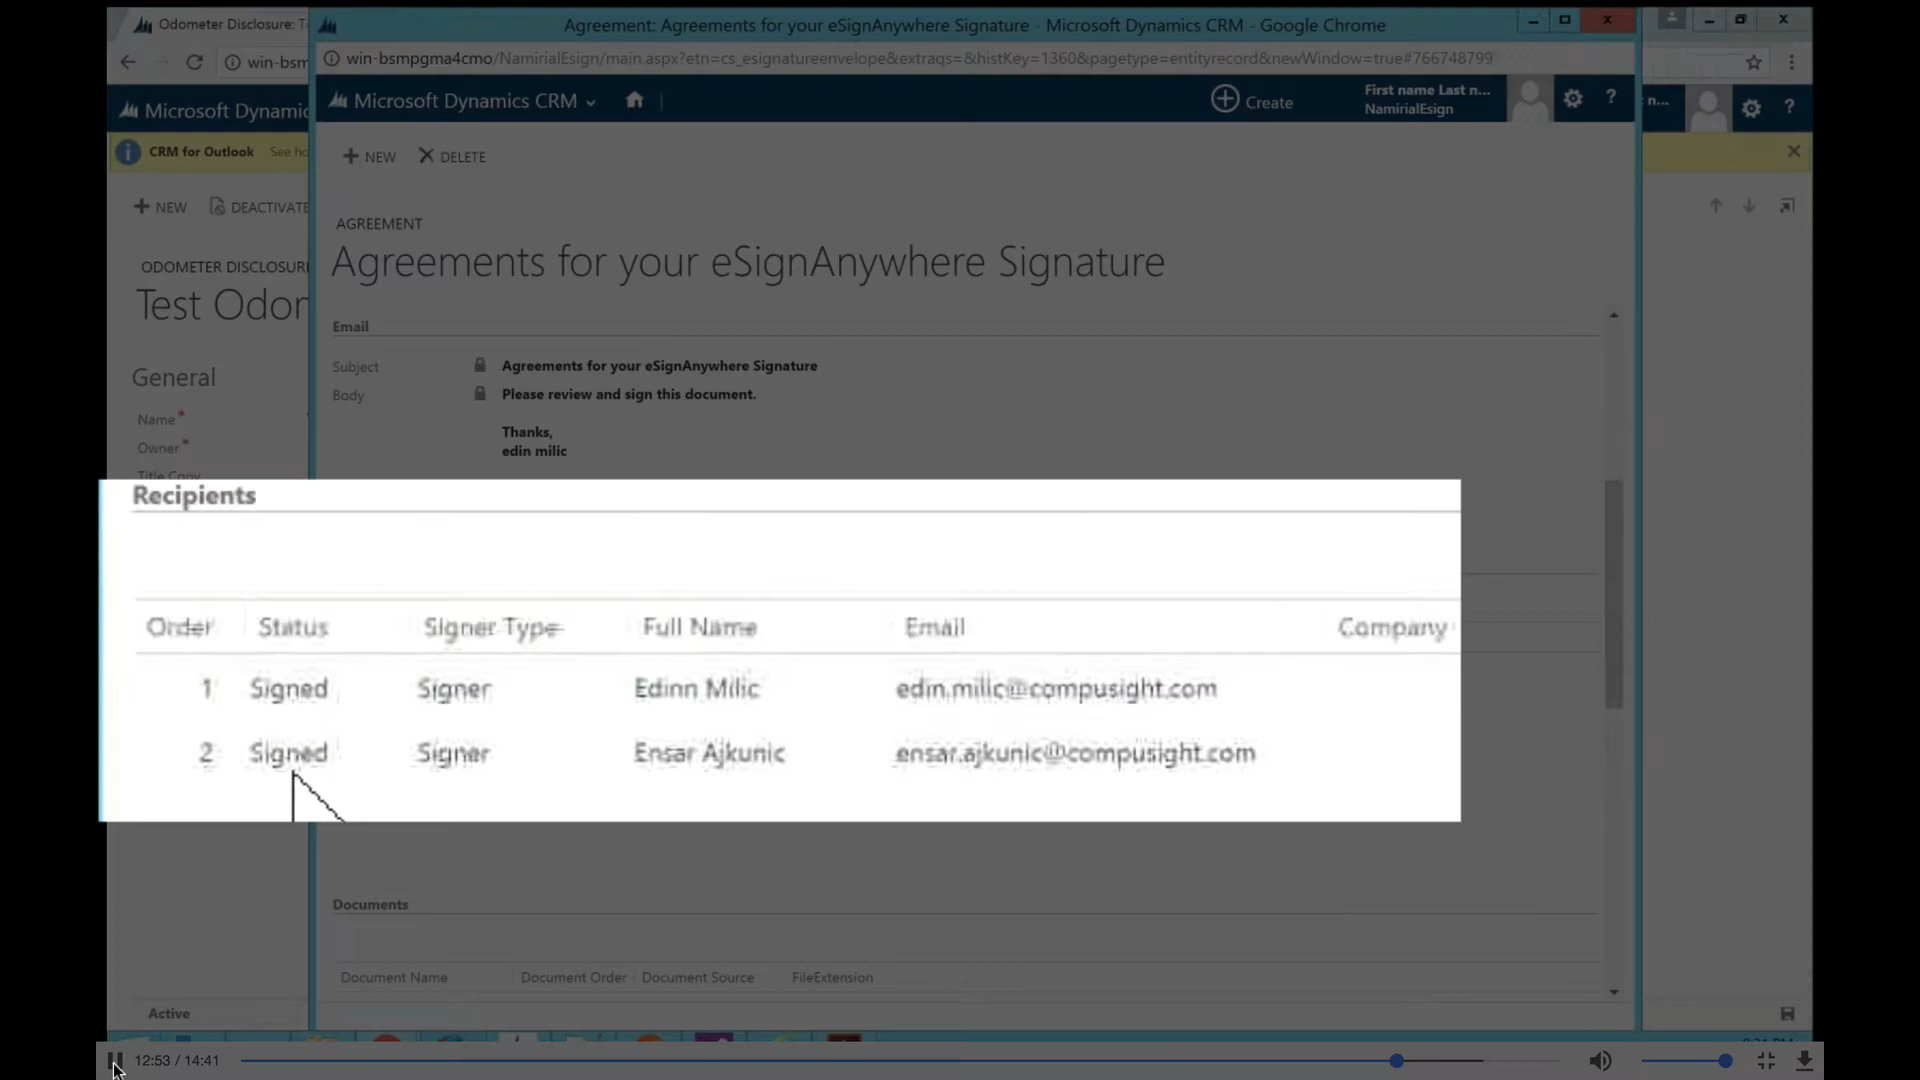 Odometer Disclosure: T
Agreement: Agreements for your eSignAnywhere Signature - Microsoft Dynamics CRM - Google Chrome
win-bsm
win-bsmpgma4cmo/NamirialEsign/main.aspx?etn=cs_esignatureenvelope&extraqs=&histKey=1360&pagetype=entityrecord&newWindow=true#766748799
Microsoft Dynamic
Microsoft Dynamics CRM
Create
First name Last n...
NamirialEsign
n...
?
?
CRM for Outlook See ho
NEW DELETE
NEW DEACTIVATE
AGREEMENT
Agreements for your eSignAnywhere Signature
ODOMETER DISCLOSUR
Test Odor
Email
Subject Agreements for your eSignAnywhere Signature
Body Please review and sign this document.
Thanks,
edin milic
General
Name*
Owner*
Title Copy
Recipients
Order Status Signer Type Full Name Email Company
1 Signed Signer Edinn Milic edin.milic@compusight.com
2 Signed Signer Ensar Ajkunic ensar.ajkunic@compusight.com
Documents
Document Name Document Order Document Source FileExtension
Active
12:53 / 14:41